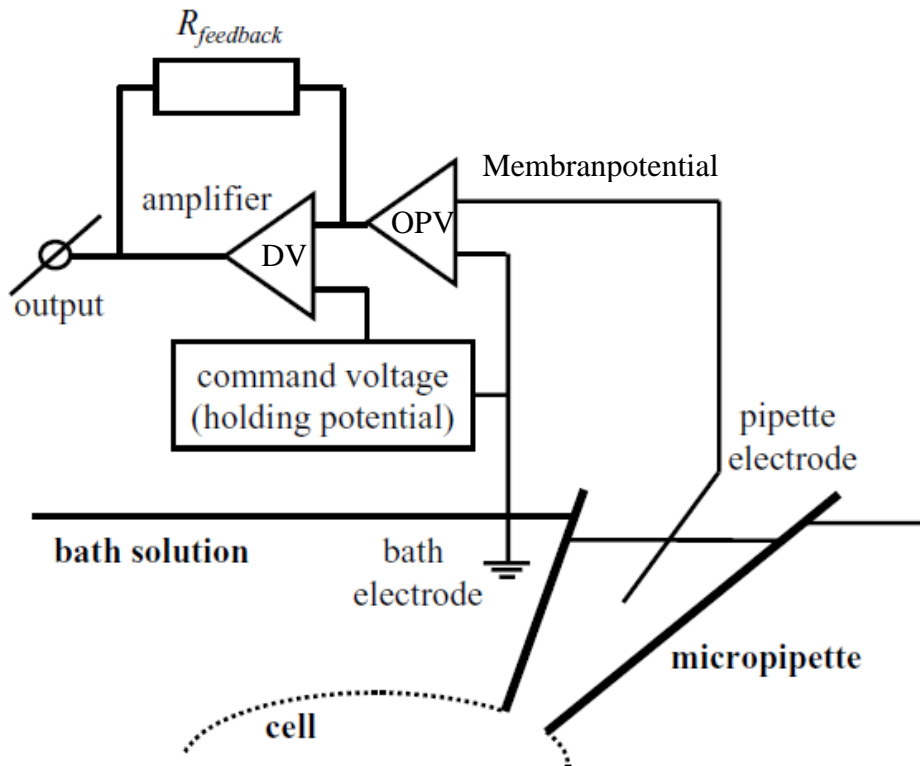 R_feedback
Membranpotential
amplifier
OPV
DV
output
command voltage
(holding potential)
pipette
electrode
bath solution
bath
electrode
micropipette
cell